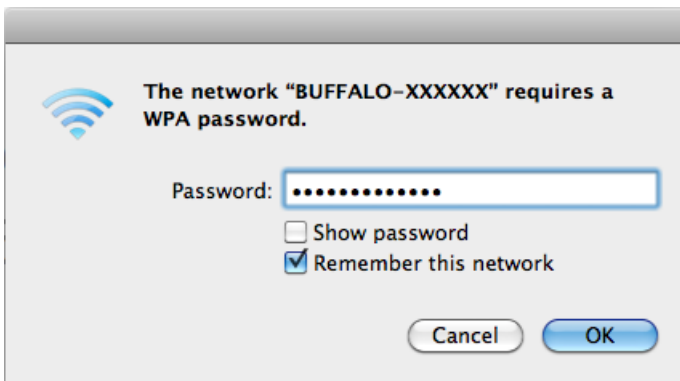 The network “BUFFALO-XXXXXX” requires a
WPA password.
Password: •••••••••••••
Show password
Remember this network
Cancel OK